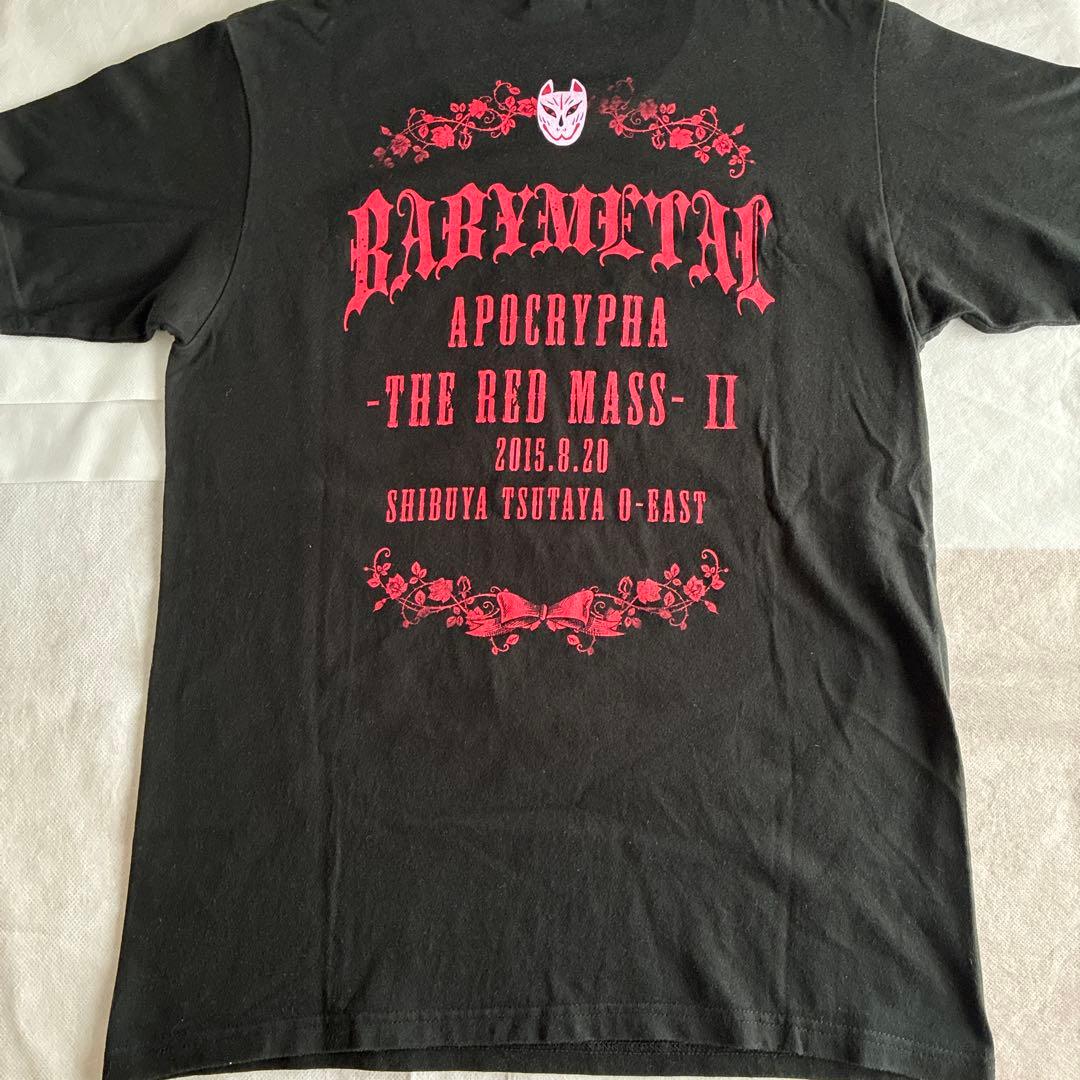 BABYMETAL
APOCRYPHA
-THE RED MASS- II
2015.8.20
SHIBUYA TSUTAYA O-EAST